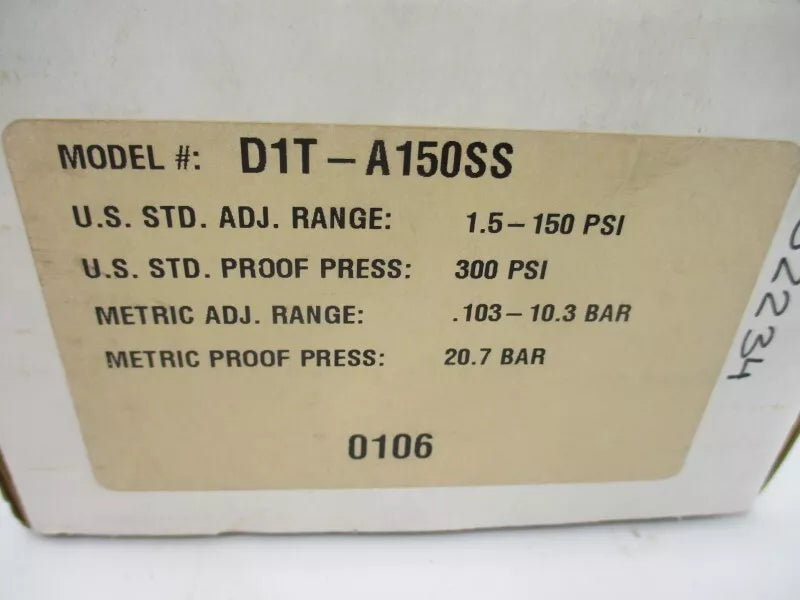 MODEL #: D1T – A150SS
U.S. STD. ADJ. RANGE: 1.5 – 150 PSI
U.S. STD. PROOF PRESS: 300 PSI
METRIC ADJ. RANGE: .103 – 10.3 BAR
METRIC PROOF PRESS: 20.7 BAR
0106
02234